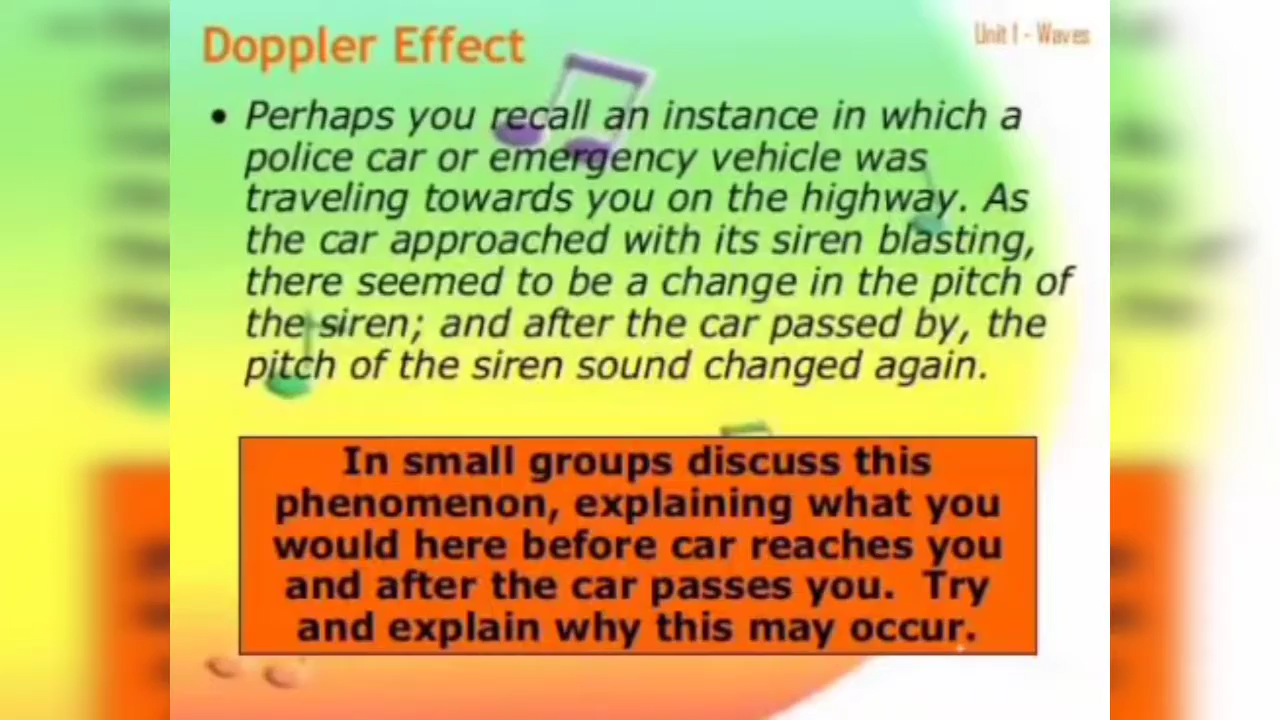 Doppler Effect
Unit 1 - Waves
• Perhaps you recall an instance in which a
police car or emergency vehicle was
traveling towards you on the highway. As
the car approached with its siren blasting,
there seemed to be a change in the pitch of
the siren; and after the car passed by, the
pitch of the siren sound changed again.
In small groups discuss this
phenomenon, explaining what you
would here before car reaches you
and after the car passes you. Try
and explain why this may occur.